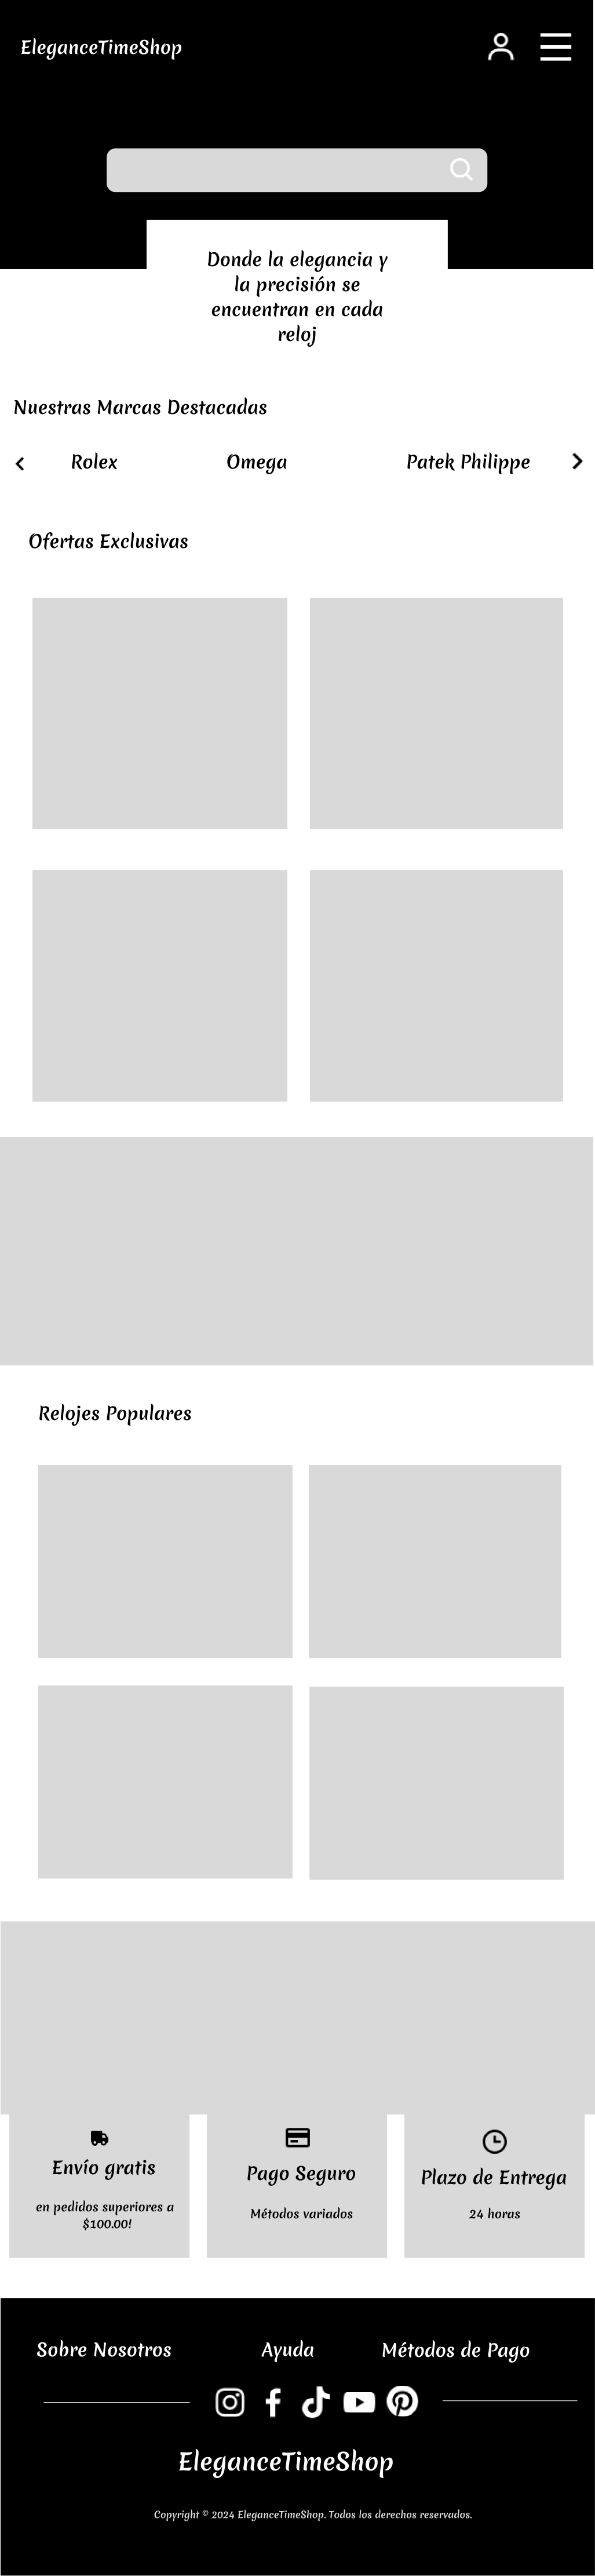 EleganceTimeShop
Donde la elegancia y
la precisión se
encuentran en cada
reloj
Nuestras Marcas Destacadas
Rolex Omega Patek Philippe
Ofertas Exclusivas
Relojes Populares
Envío gratis
en pedidos superiores a
$100.00!
Pago Seguro
Métodos variados
Plazo de Entrega
24 horas
Sobre Nosotros Ayuda Métodos de Pago
EleganceTimeShop
Copyright © 2024 EleganceTimeShop. Todos los derechos reservados.